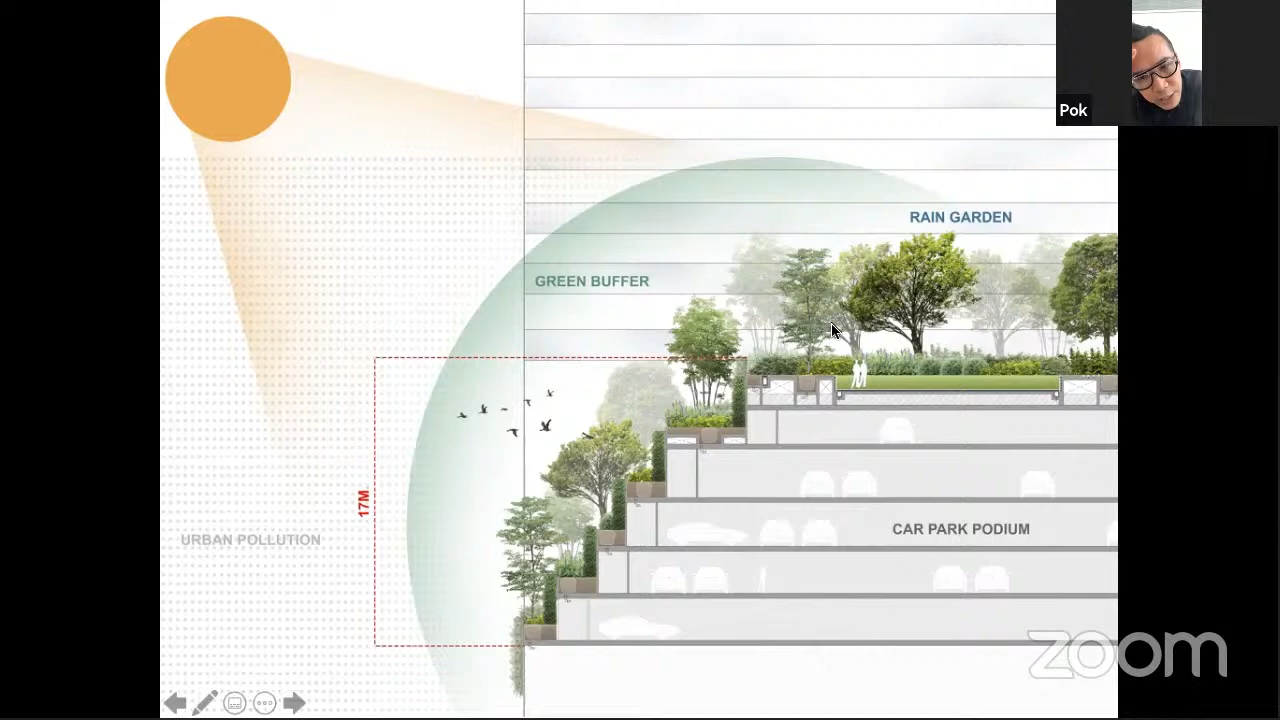 Pok
RAIN GARDEN
GREEN BUFFER
17M
URBAN POLLUTION
CAR PARK PODIUM
zoom